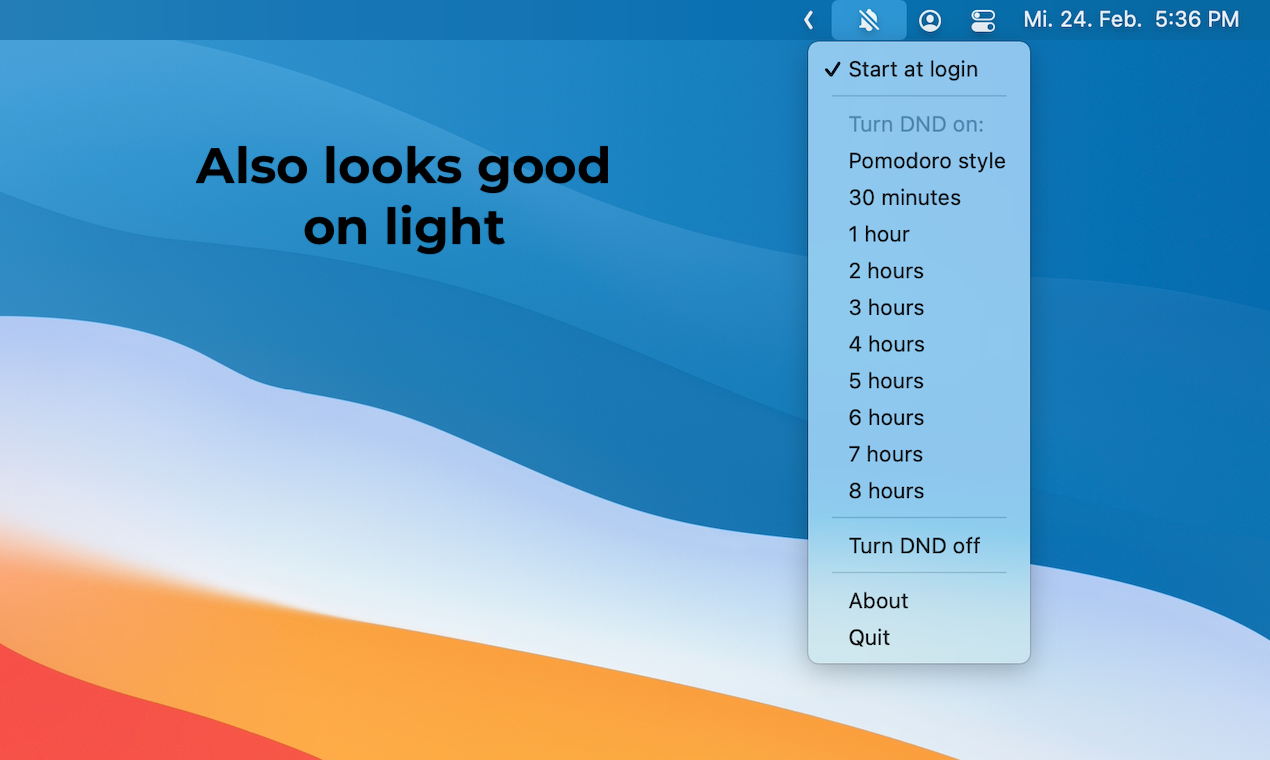 Mi. 24. Feb. 5:36 PM
Also looks good
on light
Start at login
Turn DND on:
Pomodoro style
30 minutes
1 hour
2 hours
3 hours
4 hours
5 hours
6 hours
7 hours
8 hours
Turn DND off
About
Quit